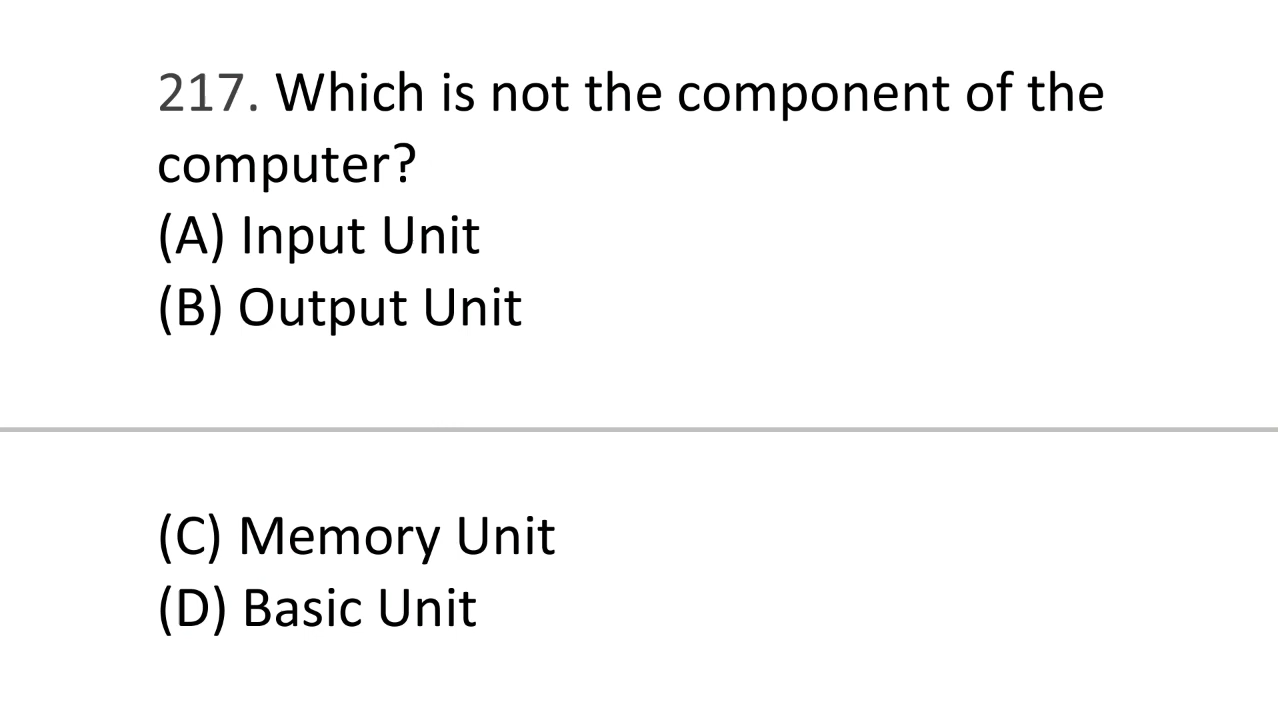 217. Which is not the component of the
computer?
(A) Input Unit
(B) Output Unit
(C) Memory Unit
(D) Basic Unit